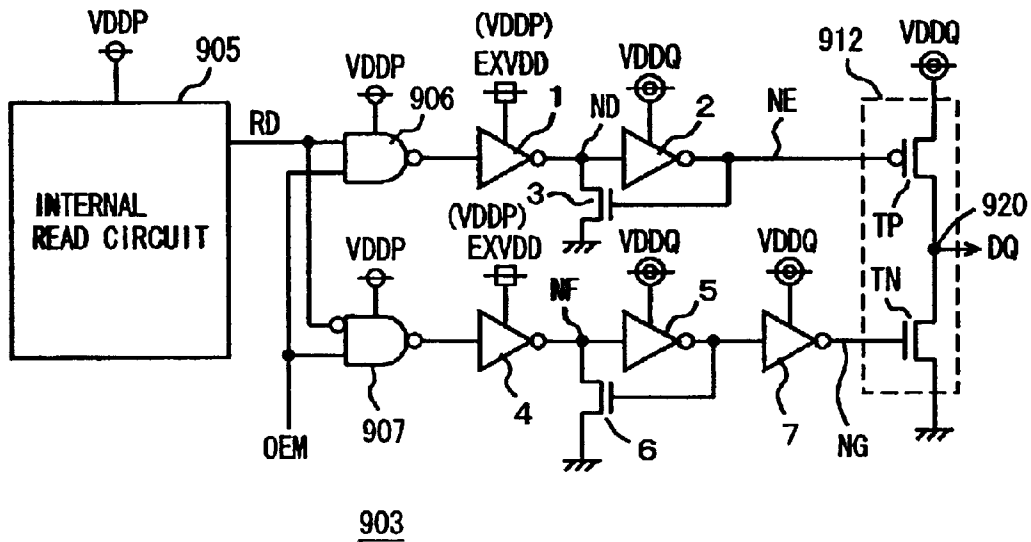 VDDP
905
INTERNAL
READ CIRCUIT
RD
VDDP
906
(VDDP)
EXVDD
1
ND
VDDQ
2
NE
912
VDDQ
3
TP
920
DQ
TN
VDDP
(VDDP)
EXVDD
NF
VDDQ
5
VDDQ
OEM
907
4
6
7
NG
903